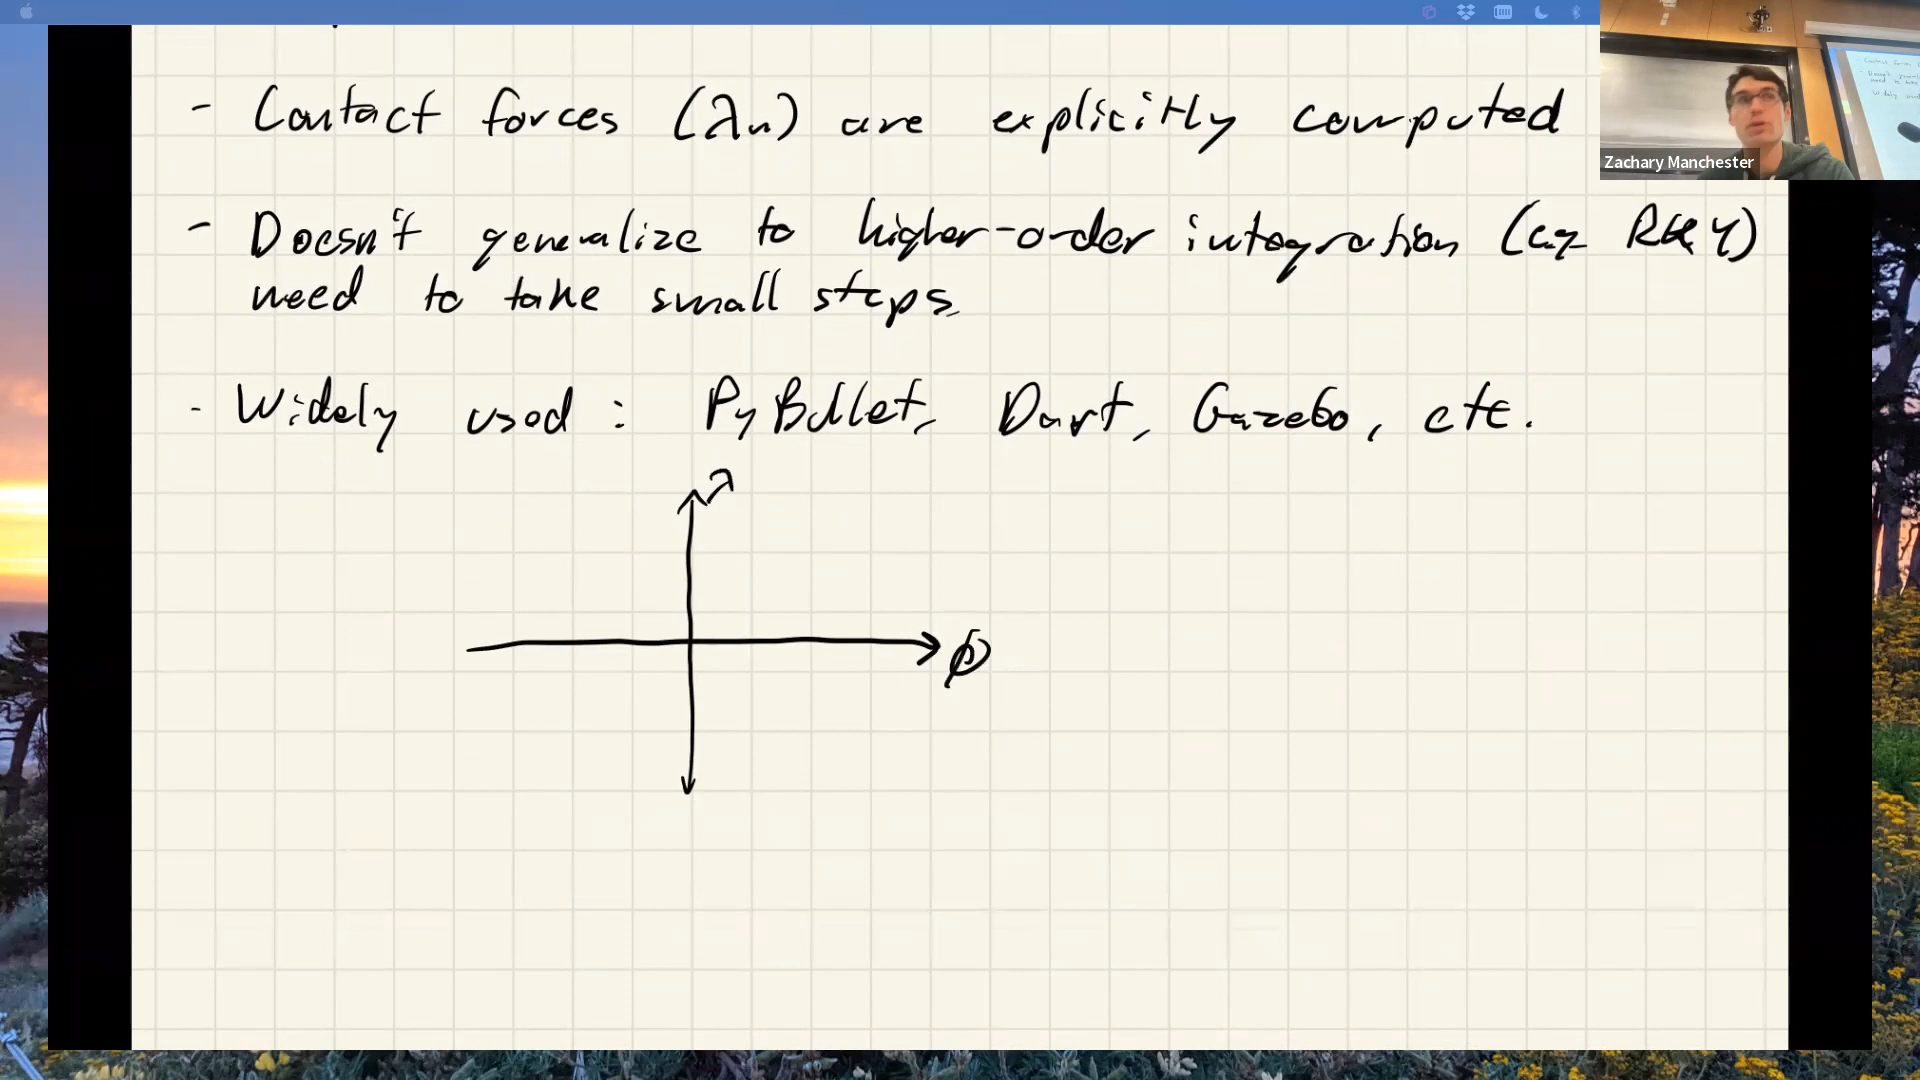 - Contact forces (λn) are explicitly computed
Zachary Manchester
- Doesn't generalize to higher-order integration (eg RK4)
need to take small steps
- Widely used : PyBullet, Dart, Gazebo, etc.
λ
ϕ